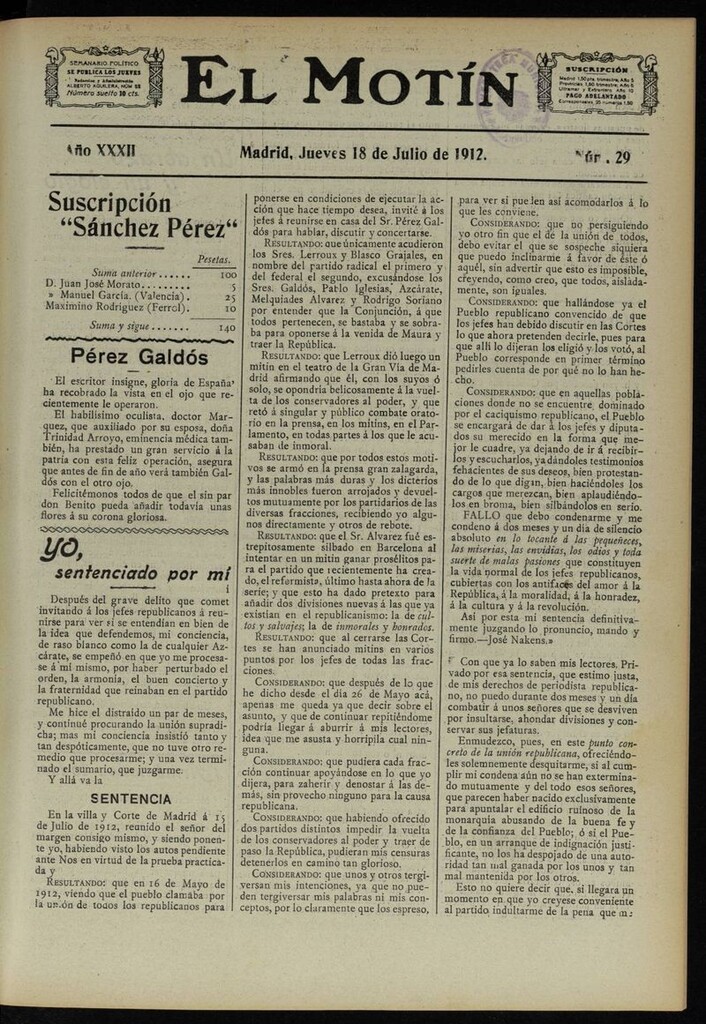 SEMANARIO POLÍTICO
SE PUBLICA LOS JUEVES
Redacción y Administración
ALBERTO AGUILERA, NÚM 52
Número suelto 10 cts.
EL MOTÍN
SUSCRIPCIÓN
PAGO ADELANTADO
Año XXXII
Madrid, Jueves 18 de Julio de 1912.
Núm. 29
Suscripción
"Sánchez Pérez"
Pesetas.
Suma anterior...... 100
D. Juan José Morato......... 5
» Manuel García. (Valencia). 25
Maximino Rodríguez (Ferrol). 10
Suma y sigue....... 140
Pérez Galdós
El escritor insigne, gloria de España'
ha recobrado la vista en el ojo que re-
cientemente le operaron.
El habilísimo oculista, doctor Mar-
quez, que auxiliado por su esposa, doña
Trinidad Arroyo, eminencia médica tam-
bién, ha prestado un gran servicio á la
patria con esta feliz operación, asegura
que antes de fin de año verá también Gal-
dós con el otro ojo.
Felicitémonos todos de que el sin par
don Benito pueda añadir todavía unas
flores á su corona gloriosa.
YO,
sentenciado por mí
Después del grave delito que comet
invitando á los jefes republicanos á reu-
nirse para ver si se entendían en bien de
la idea que defendemos, mi conciencia,
de raso blanco como la de cualquier Az-
cárate, se empeñó en que yo me procesa-
se á mí mismo, por haber perturbado el
orden, la armonía, el buen concierto y
la fraternidad que reinaban en el partido
republicano.
Me hice el distraído un par de meses,
y continué procurando la unión supradi-
cha; mas mi conciencia insistió tanto y
tan despóticamente, que no tuve otro re-
medio que procesarme; y una vez termi-
nado el sumario, que juzgarme.
Y allá va la
SENTENCIA
En la villa y Corte de Madrid á 15
de Julio de 1912, reunido el señor del
margen consigo mismo, y siendo ponen-
te yo, habiendo visto los autos pendiente
ante Nos en virtud de la prueba practica-
da y
RESULTANDO: que en 16 de Mayo de
1912, viendo que el pueblo clamaba por
la unión de todos los republicanos para
ponerse en condiciones de ejecutar la ac-
ción que hace tiempo desea, invité á los
jefes á reunirse en casa del Sr. Pérez Gal-
dós para hablar, discutir y concertarse.
RESULTANDO: que únicamente acudieron
los Sres. Lerroux y Blasco Grajales, en
nombre del partido radical el primero y
del federal el segundo, excusándose los
Sres. Galdós, Pablo Iglesias, Azcárate,
Melquiades Alvarez y Rodrigo Soriano
por entender que la Conjunción, á que
todos pertenecen, se bastaba y se sobra-
ba para oponerse á la venida de Maura y
traer la República.
RESULTANDO: que Lerroux dió luego un
mitin en el teatro de la Gran Vía de Ma-
drid afirmando que él, con los suyos ó
solo, se opondría belicosamente á la vuel-
ta de los conservadores al poder, y que
retó á singular y público combate orato-
rio en la prensa, en los mitins, en el Par-
lamento, en todas partes á los que le acu-
saban de inmoral.
RESULTANDO: que por todos estos moti-
vos se armó en la prensa gran zalagarda,
y las palabras más duras y los dicterios
más innobles fueron arrojados y devuel-
tos mutuamente por los partidarios de las
diversas fracciones, recibiendo yo algu-
nos directamente y otros de rebote.
RESULTANDO: que el Sr. Alvarez fué es-
trepitosamente silbado en Barcelona al
intentar en un mitin ganar prosélitos pa-
ra el partido que recientemente ha crea-
do, el reformista, último hasta ahora de la
serie; y que esto ha dado pretexto para
añadir dos divisiones nuevas á las que ya
existían en el republicanismo: la de cul-
tos y salvajes; la de inmorales y honrados.
RESULTANDO: que al cerrarse las Cor-
tes se han anunciado mitins en varios
puntos por los jefes de todas las frac-
ciones.
CONSIDERANDO: que después de lo que
he dicho desde el día 26 de Mayo acá,
apenas me queda ya que decir sobre el
asunto, y que de continuar repitiéndome
podría llegar á aburrir á mis lectores,
idea que me asusta y horripila cual nin-
guna.
CONSIDERANDO: que pudiera cada frac-
ción continuar apoyándose en lo que yo
dijera, para zaherir y denostar á las de-
más, sin provecho ninguno para la causa
republicana.
CONSIDERANDO: que habiendo ofrecido
dos partidos distintos impedir la vuelta
de los conservadores al poder y traer de
paso la República, pudieran mis censuras
detenerlos en camino tan glorioso.
CONSIDERANDO: que unos y otros tergi-
versan mis intenciones, ya que no pue-
den tergiversar mis palabras ni mis con-
ceptos, por lo claramente que los expreso,
para ver si pueden así acomodarlos á lo
que les conviene.
CONSIDERANDO: que no persiguiendo
yo otro fin que el de la unión de todos,
debo evitar el que se sospeche siquiera
que puedo inclinarme á favor de éste ó
aquél, sin advertir que esto es imposible,
creyendo, como creo, que todos, aislada-
mente, son iguales.
CONSIDERANDO: que hallándose ya el
Pueblo republicano convencido de que
los jefes han debido discutir en las Cortes
lo que ahora pretenden decirle, pues para
que allí lo dijeran los eligió y los votó, al
Pueblo corresponde en primer término
pedirles cuenta de por qué no lo han he-
cho.
CONSIDERANDO: que en aquellas pobla-
ciones donde no se encuentre dominado
por el caciquismo republicano, el Pueblo
se encargará de dar á los jefes y diputa-
dos su merecido en la forma que me-
jor le cuadre, ya dejando de ir á recibir-
los y escucharlos, ya dándoles testimonios
fehacientes de sus deseos, bien protestan-
do de lo que digan, bien haciéndoles los
cargos que merezcan, bien aplaudiéndo-
los en broma, bien silbándolos en serio.
FALLO que debo condenarme y me
condeno á dos meses y un día de silencio
absoluto en lo tocante á las pequeñeces,
las miserias, las envidias, los odios y toda
suerte de malas pasiones que constituyen
la vida normal de los jefes republicanos,
cubiertas con los antifaces del amor á la
República, á la moralidad, á la honradez,
á la cultura y á la revolución.
Así por esta mi sentencia definitiva-
mente juzgando lo pronuncio, mando y
firmo.—José Nakens.»
Con que ya lo saben mis lectores. Pri-
vado por esa sentencia, que estimo justa,
de mis derechos de periodista republica-
no, no puedo durante dos meses y un día
combatir á unos señores que se desviven
por insultarse, ahondar divisiones y con-
servar sus jefaturas.
Enmudezco, pues, en este punto con-
creto de la unión republicana, ofreciéndo-
les solemnemente desquitarme, si al cum-
plir mi condena aún no se han extermina-
do mutuamente y del todo esos señores,
que parecen haber nacido exclusivamente
para apuntalar el edificio ruinoso de la
monarquía abusando de la buena fe y
de la confianza del Pueblo; ó si el Pue-
blo, en un arranque de indignación justi-
ficante, no los ha despojado de una auto-
ridad tan mal ganada por los unos y tan
mal mantenida por los otros.
Esto no quiere decir que, si llegara un
momento en que yo creyese conveniente
al partido indultarme de la pena que me